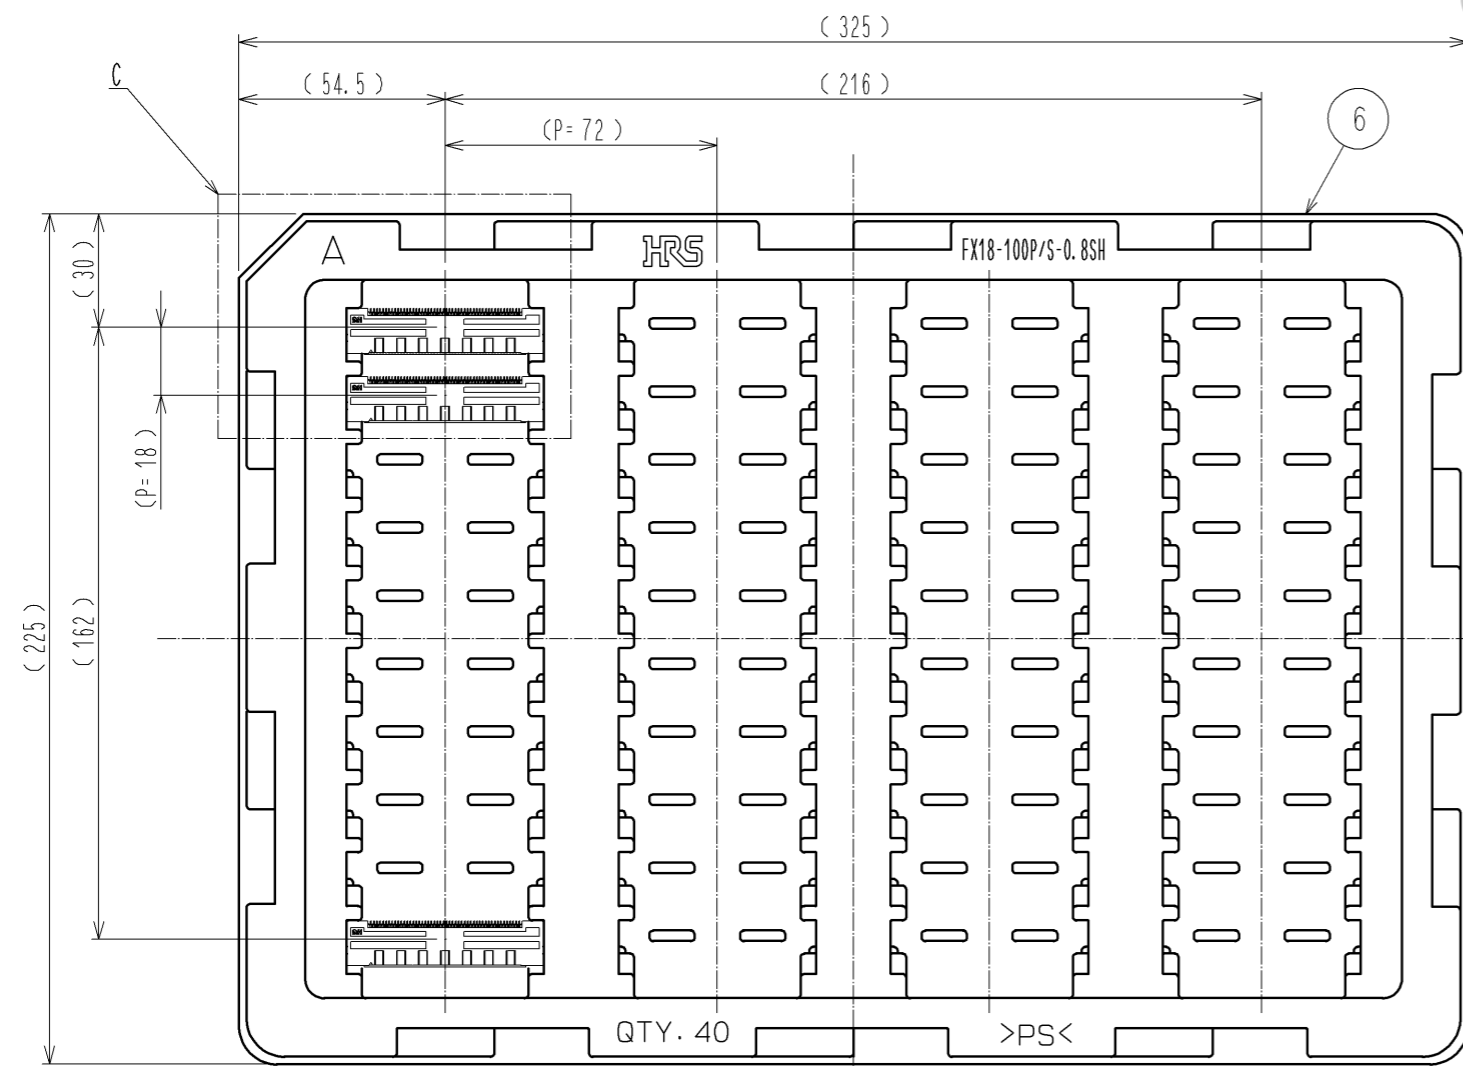 ( 325 )
C
( 54.5 )
( 216 )
(P= 72 )
6
A
HRS
FX18-100P/S-0.8SH
( 30 )
(P= 18 )
( 162 )
( 225 )
QTY. 40
>PS<